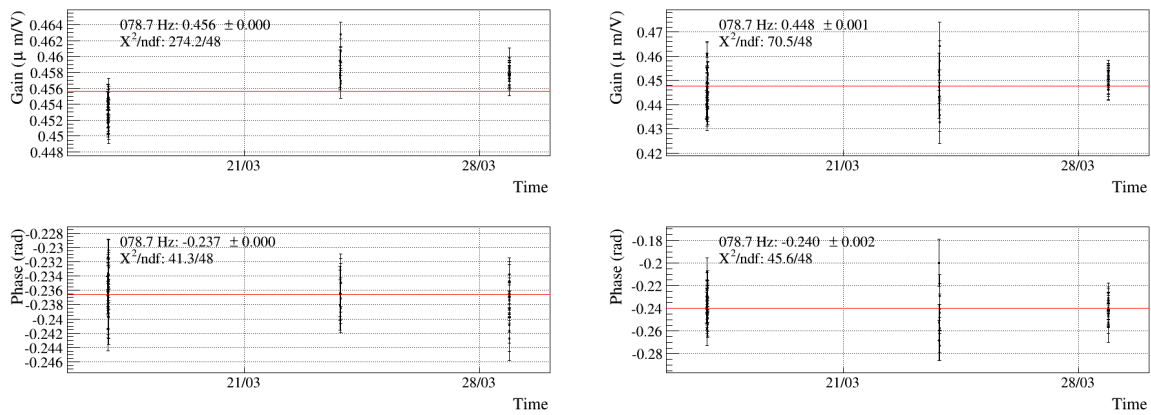 078.7 Hz: 0.456 ± 0.000
X²/ndf: 274.2/48
Gain (μ m/V)
0.464
0.462
0.46
0.458
0.456
0.454
0.452
0.45
0.448
21/03
28/03
Time
078.7 Hz: 0.448 ± 0.001
X²/ndf: 70.5/48
Gain (μ m/V)
0.47
0.46
0.45
0.44
0.43
0.42
21/03
28/03
Time
078.7 Hz: -0.237 ± 0.000
X²/ndf: 41.3/48
Phase (rad)
-0.228
-0.23
-0.232
-0.234
-0.236
-0.238
-0.24
-0.242
-0.244
-0.246
21/03
28/03
Time
078.7 Hz: -0.240 ± 0.002
X²/ndf: 45.6/48
Phase (rad)
-0.18
-0.2
-0.22
-0.24
-0.26
-0.28
21/03
28/03
Time